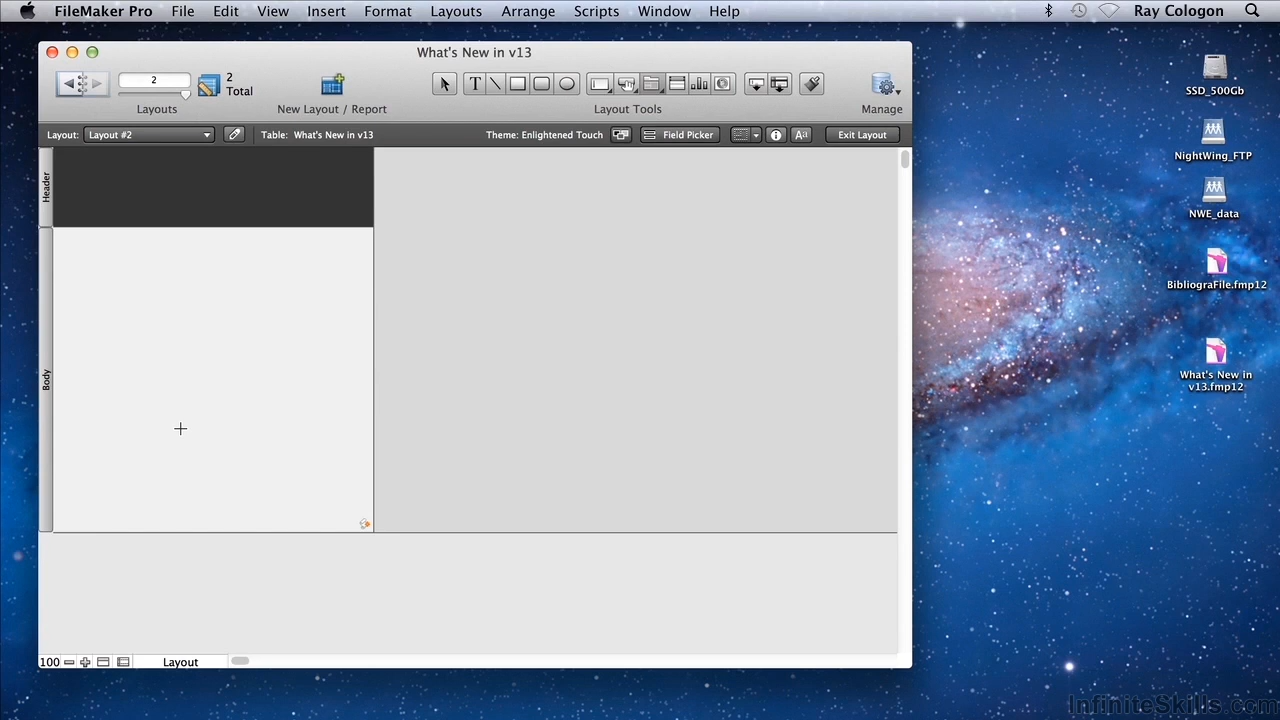 FileMaker Pro File Edit View Insert Format Layouts Arrange Scripts Window Help Ray Cologon
What's New in v13
2
2
Total
Layouts
New Layout / Report
T
Layout Tools
Manage
Layout: Layout #2 Table: What's New in v13 Theme: Enlightened Touch Field Picker Aa Exit Layout
Header
Body
100 Layout
SSD_500Gb
NightWing_FTP
NWE_data
BibliograFile.fmp12
What's New in
v13.fmp12
InfiniteSkills.com